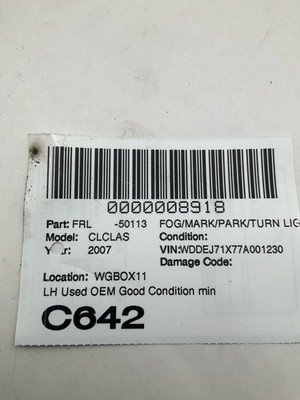 0000008918
Part: FRL -50113 FOG/MARK/PARK/TURN LIG
Model: CLCLAS Condition:
2007 VIN:WDDEJ71X77A001230
Damage Code:
Location: WGBOX11
LH Used OEM Good Condition min
C642